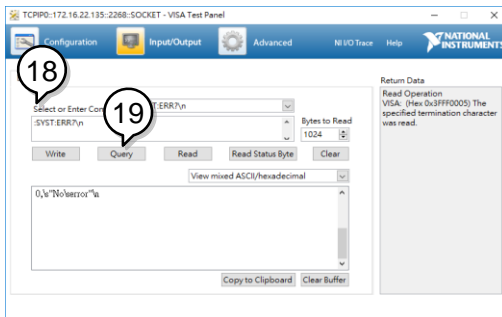 TCPIP0::172.16.22.135::2268::SOCKET - VISA Test Panel
Configuration
Input/Output
Advanced
NI I/O Trace
Help
NATIONAL
INSTRUMENTS
18
19
Select or Enter Con
T:ERR?\n
:SYST:ERR?\n
Bytes to Read
1024
Write
Query
Read
Read Status Byte
Clear
View mixed ASCII/hexadecimal
0,\s"No\serror"\n
Copy to Clipboard
Clear Buffer
Return Data
Read Operation
VISA: (Hex 0x3FFF0005) The
specified termination character
was read.